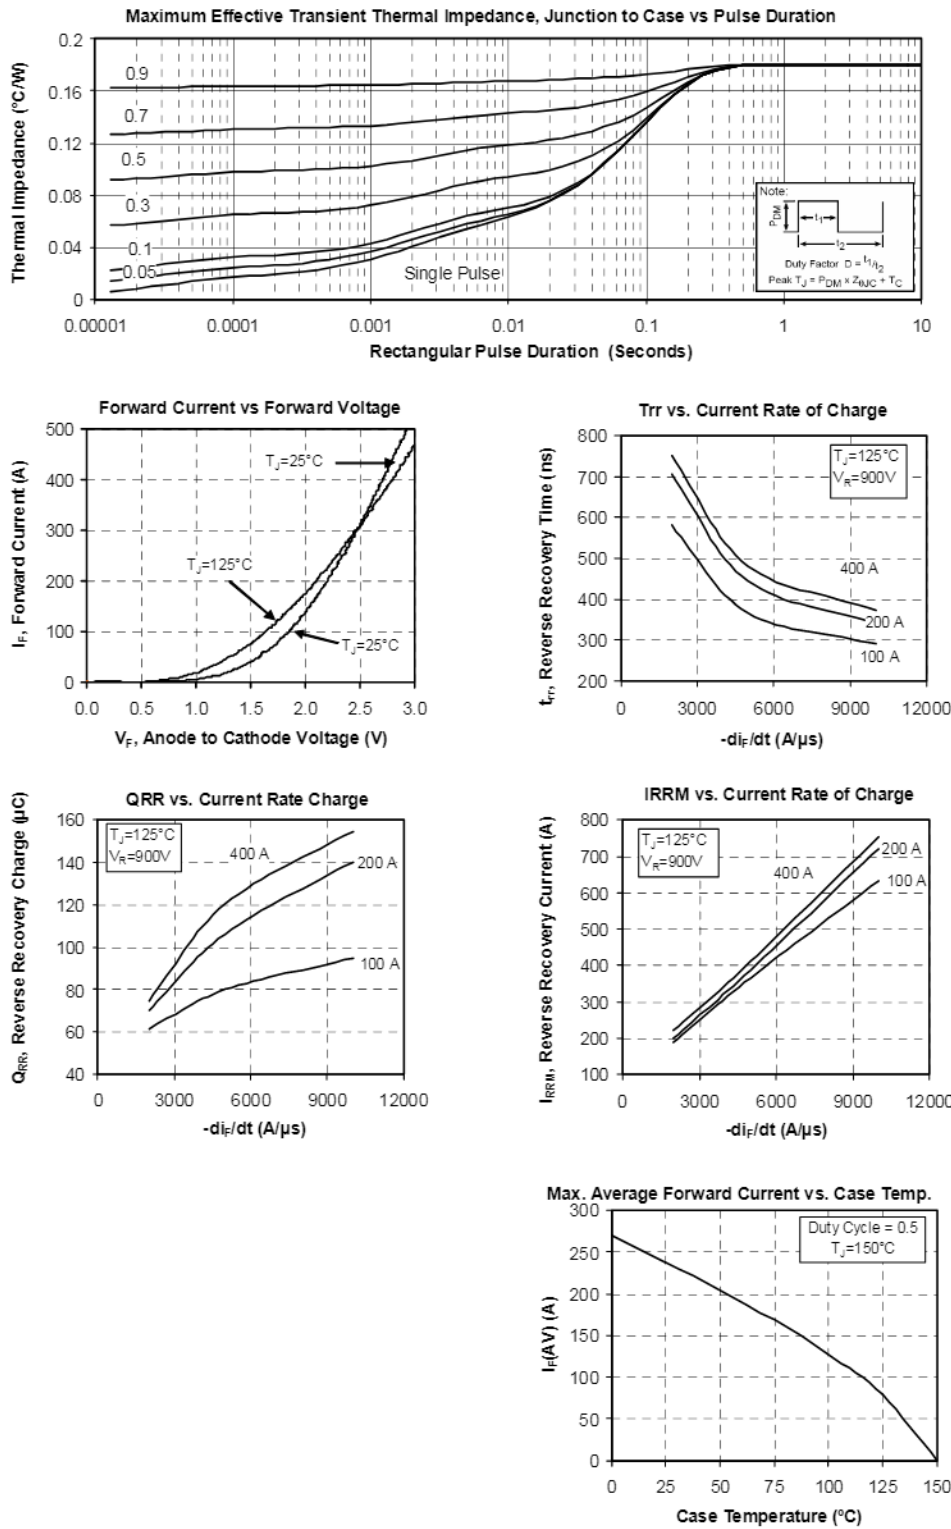 Maximum Effective Transient Thermal Impedance, Junction to Case vs Pulse Duration
Thermal Impedance (°C/W)
0.2
0.16
0.12
0.08
0.04
0
0.9
0.7
0.5
0.3
0.1
0.05
Single Pulse
Note:
PDM
t1
t2
Duty Factor D = t1/t2
Peak TJ = PDM x ZθJC + TC
0.00001 0.0001 0.001 0.01 0.1 1 10
Rectangular Pulse Duration (Seconds)
Forward Current vs Forward Voltage
IF, Forward Current (A)
500
400
300
200
100
0
TJ=25°C
TJ=125°C
TJ=25°C
0.0 0.5 1.0 1.5 2.0 2.5 3.0
VF, Anode to Cathode Voltage (V)
Trr vs. Current Rate of Charge
trr, Reverse Recovery Time (ns)
800
700
600
500
400
300
200
TJ=125°C
VR=900V
400 A
200 A
100 A
0 3000 6000 9000 12000
-diF/dt (A/µs)
QRR vs. Current Rate Charge
QRR, Reverse Recovery Charge (µC)
160
140
120
100
80
60
40
TJ=125°C
VR=900V
400 A
200 A
100 A
0 3000 6000 9000 12000
-diF/dt (A/µs)
IRRM vs. Current Rate of Charge
IRRM, Reverse Recovery Current (A)
800
700
600
500
400
300
200
100
TJ=125°C
VR=900V
400 A
200 A
100 A
0 3000 6000 9000 12000
-diF/dt (A/µs)
Max. Average Forward Current vs. Case Temp.
IF(AV) (A)
300
250
200
150
100
50
0
Duty Cycle = 0.5
TJ=150°C
0 25 50 75 100 125 150
Case Temperature (ºC)